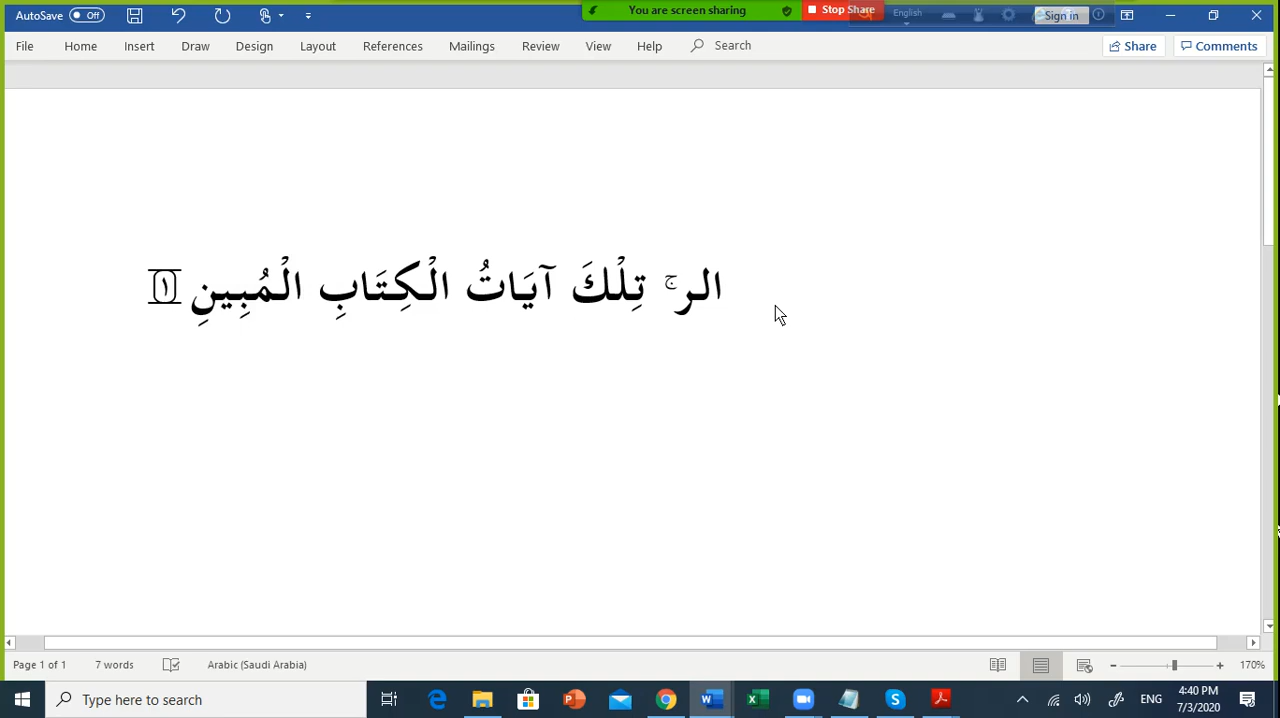 AutoSave Off
You are screen sharing Stop Share
English
Sign in
File Home Insert Draw Design Layout References Mailings Review View Help Search Share Comments
الر ۚ تِلْكَ آيَاتُ الْكِتَابِ الْمُبِينِ ١
Page 1 of 1 7 words Arabic (Saudi Arabia) 170%
Type here to search ENG 4:40 PM
7/3/2020